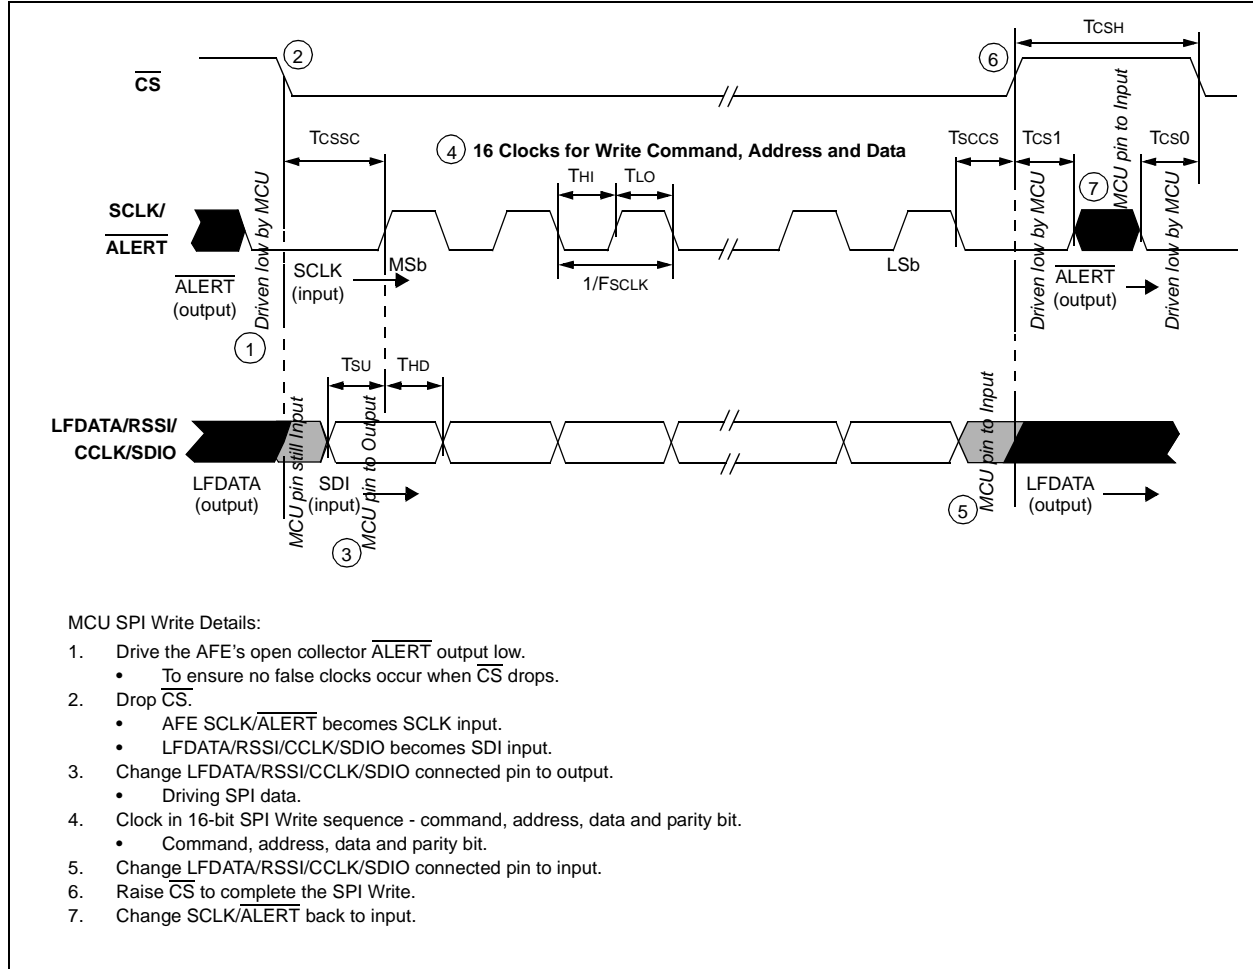 TCSH
2
6
CS
MCU pin to Input
TCSSC
4 16 Clocks for Write Command, Address and Data
TSCCS
TCS1
TCS0
THI
TLO
7
SCLK/
ALERT
Driven low by MCU
Driven low by MCU
Driven low by MCU
MSb
LSb
ALERT
(output)
SCLK
(input)
1/FSCLK
ALERT
(output)
1
TSU
THD
LFDATA/RSSI/
CCLK/SDIO
MCU pin still Input
MCU pin to Output
MCU pin to Input
LFDATA
(output)
SDI
(input)
LFDATA
(output)
3
5
MCU SPI Write Details:
1. Drive the AFE's open collector ALERT output low.
• To ensure no false clocks occur when CS drops.
2. Drop CS.
• AFE SCLK/ALERT becomes SCLK input.
• LFDATA/RSSI/CCLK/SDIO becomes SDI input.
3. Change LFDATA/RSSI/CCLK/SDIO connected pin to output.
• Driving SPI data.
4. Clock in 16-bit SPI Write sequence - command, address, data and parity bit.
• Command, address, data and parity bit.
5. Change LFDATA/RSSI/CCLK/SDIO connected pin to input.
6. Raise CS to complete the SPI Write.
7. Change SCLK/ALERT back to input.